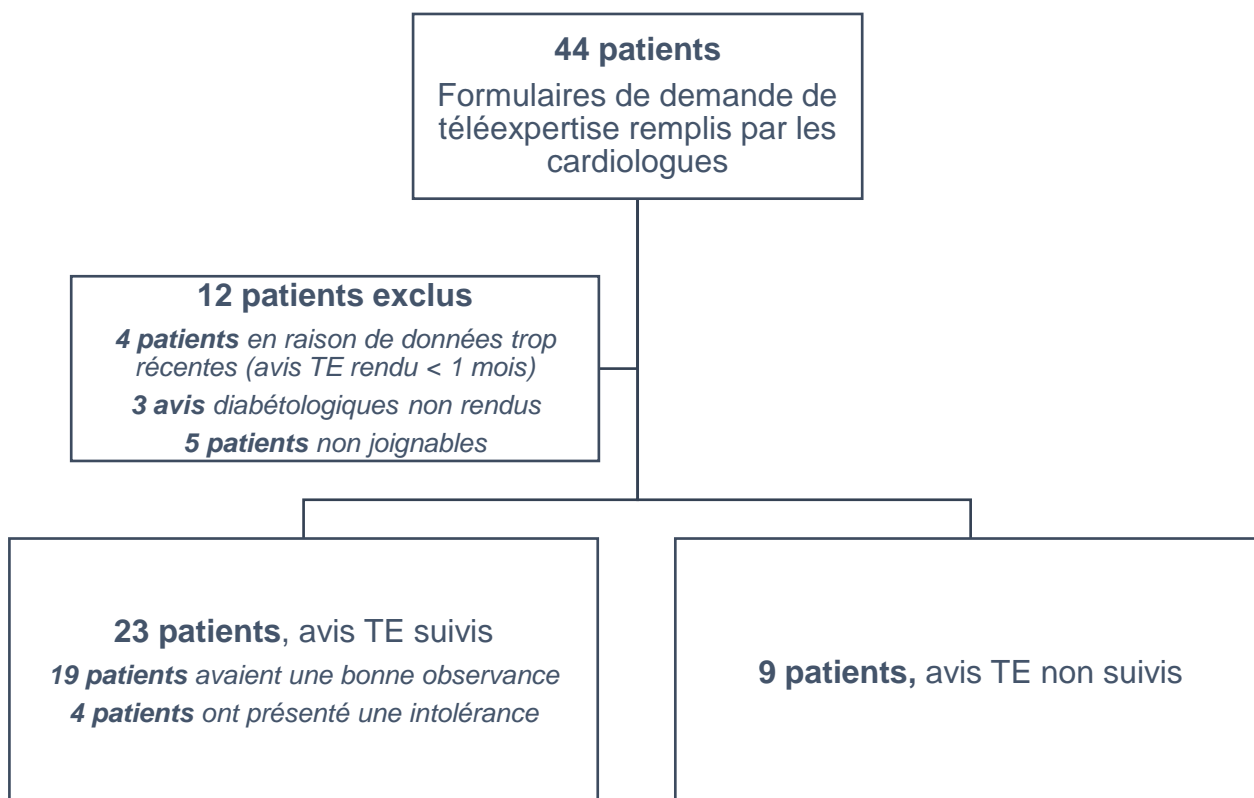 44 patients
Formulaires de demande de
téléexpertise remplis par les
cardiologues
12 patients exclus
4 patients en raison de données trop
récentes (avis TE rendu < 1 mois)
3 avis diabétologiques non rendus
5 patients non joignables
23 patients, avis TE suivis
19 patients avaient une bonne observance
4 patients ont présenté une intolérance
9 patients, avis TE non suivis